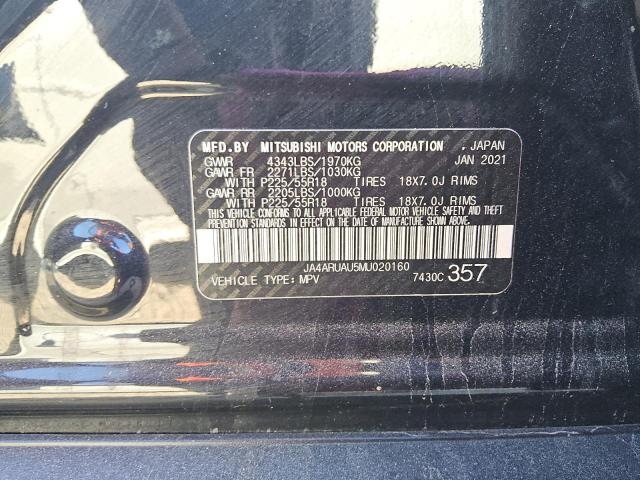 MFD.BY MITSUBISHI MOTORS CORPORATION , JAPAN
GVWR 4343LBS/1970KG JAN 2021
GAWR FR 2271LBS/1030KG
WITH P225/55R18 TIRES 18X7.0J RIMS
GAWR RR 2205LBS/1000KG
WITH P225/55R18 TIRES 18X7.0J RIMS
THIS VEHICLE CONFORMS TO ALL APPLICABLE FEDERAL MOTOR VEHICLE SAFETY AND THEFT PREVENTION STANDARDS IN EFFECT ON THE DATE OF MANUFACTURE SHOWN ABOVE.
JA4ARUAU5MU020160
VEHICLE TYPE: MPV 7430C 357